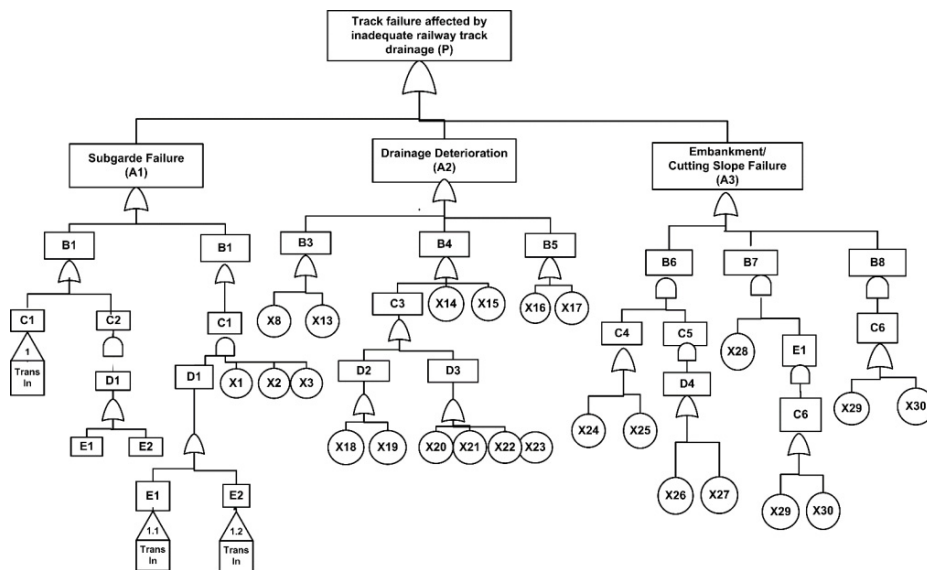 Track failure affected by
inadequate railway track
drainage (P)
Subgarde Failure
(A1)
Drainage Deterioration
(A2)
Embankment/
Cutting Slope Failure
(A3)
B1
B1
B3
B4
B5
B6
B7
B8
C1
C2
C1
X8
X13
C3
X14
X15
X16
X17
C4
C5
X28
E1
C6
1
Trans
In
D1
D1
X1
X2
X3
D2
D3
D4
C6
X29
X30
E1
E2
X18
X19
X20
X21
X22
X23
X24
X25
X26
X27
X29
X30
E1
E2
1.1
Trans
In
1.2
Trans
In